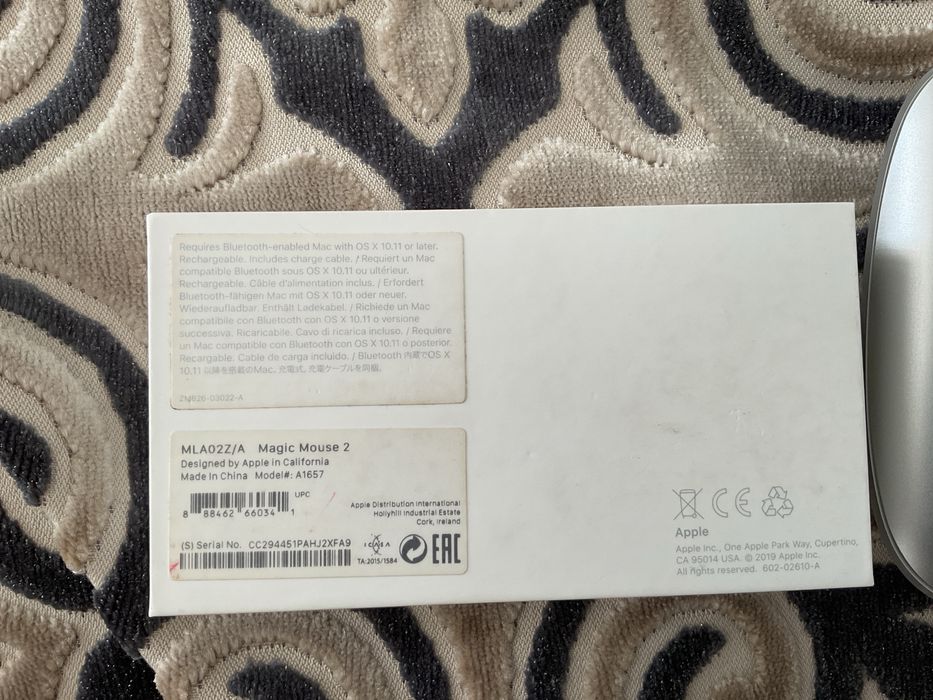 Requires Bluetooth-enabled Mac with OS X 10.11 or later.
Rechargeable. Includes charge cable. / Requiert un Mac
compatible Bluetooth sous OS X 10.11 ou ultérieur.
Rechargeable. Câble d'alimentation inclus. / Erfordert
Bluetooth-fähigen Mac mit OS X 10.11 oder neuer.
Wiederaufladbar. Enthält Ladekabel. / Richiede un Mac
compatibile con Bluetooth con OS X 10.11 o versione
successiva. Ricaricabile. Cavo di ricarica incluso. / Requiere
un Mac compatible con Bluetooth con OS X 10.11 o posterior.
Recargable. Cable de carga incluido. / Bluetooth 内蔵でOS X
10.11 以降を搭載のMac. 充電式. 充電ケーブルを同梱.
ZM626-03022-A
MLA02Z/A Magic Mouse 2
Designed by Apple in California
Made in China Model#: A1657
UPC
8 88462 66034 1
Apple Distribution International
Hollyhill Industrial Estate
Cork, Ireland
(S) Serial No. CC294451PAHJ2XFA9
ICASA
TA:2015/1584
EAC
CE
Apple
Apple Inc., One Apple Park Way, Cupertino,
CA 95014 USA. © 2019 Apple Inc.
All rights reserved. 602-02610-A